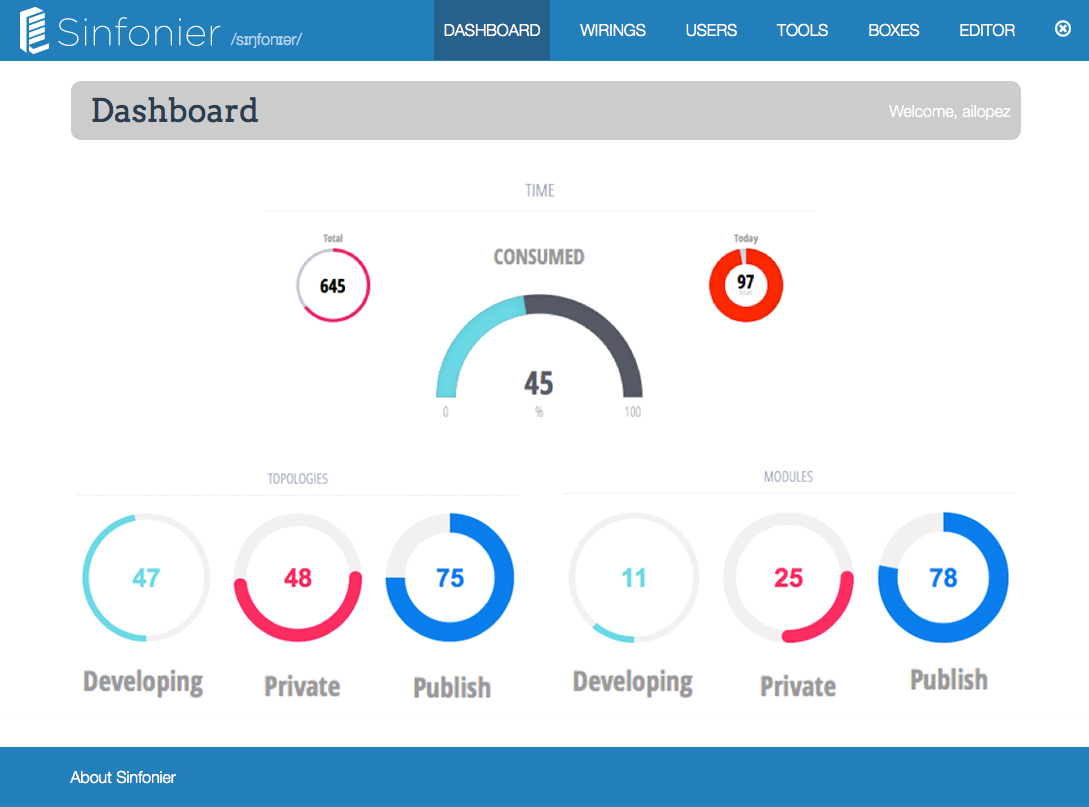 Sinfonier /sɪŋfonɪər/
DASHBOARD WIRINGS USERS TOOLS BOXES EDITOR
Dashboard
Welcome, ailopez
TIME
Total
645
CONSUMED
45
0 % 100
Today
97
TOPOLOGIES
47 48 75
Developing Private Publish
MODULES
11 25 78
Developing Private Publish
About Sinfonier